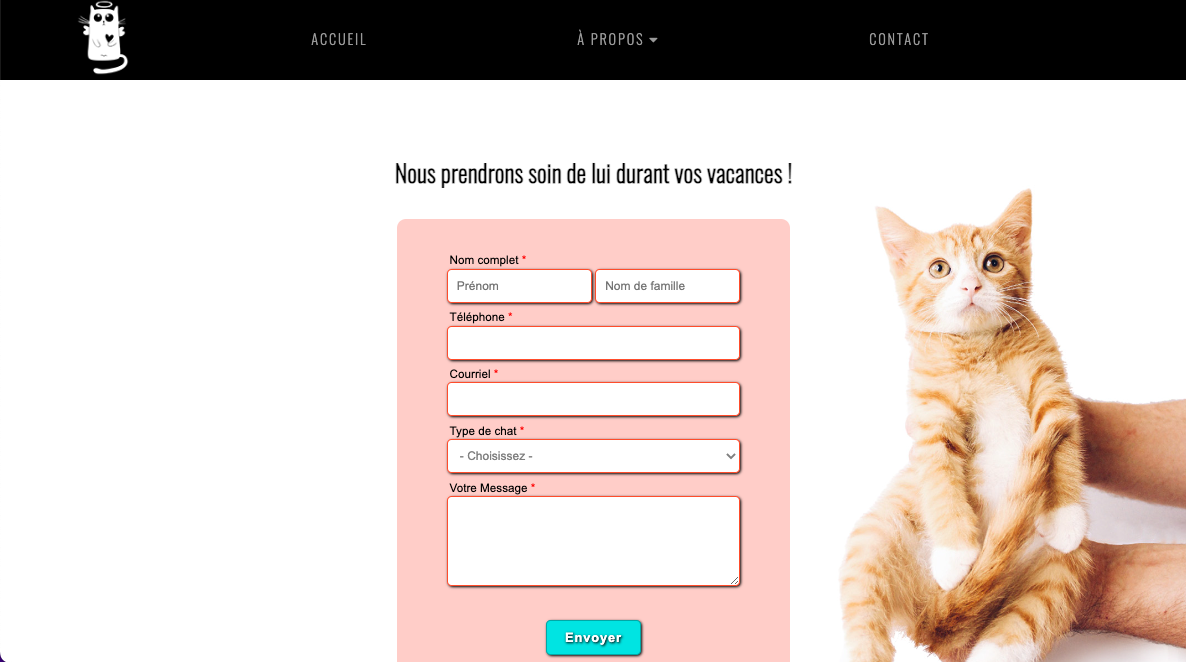 ACCUEIL À PROPOS CONTACT
Nous prendrons soin de lui durant vos vacances !
Nom complet *
Prénom Nom de famille
Téléphone *
Courriel *
Type de chat *
- Choisissez -
Votre Message *
Envoyer